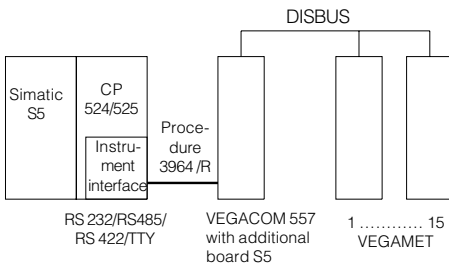 DISBUS
Simatic
S5
CP
524/525
Instru-
ment
interface
Proce-
dure
3964/R
RS 232/RS485/
RS 422/TTY
VEGACOM 557
with additional
board S5
1 ............ 15
VEGAMET